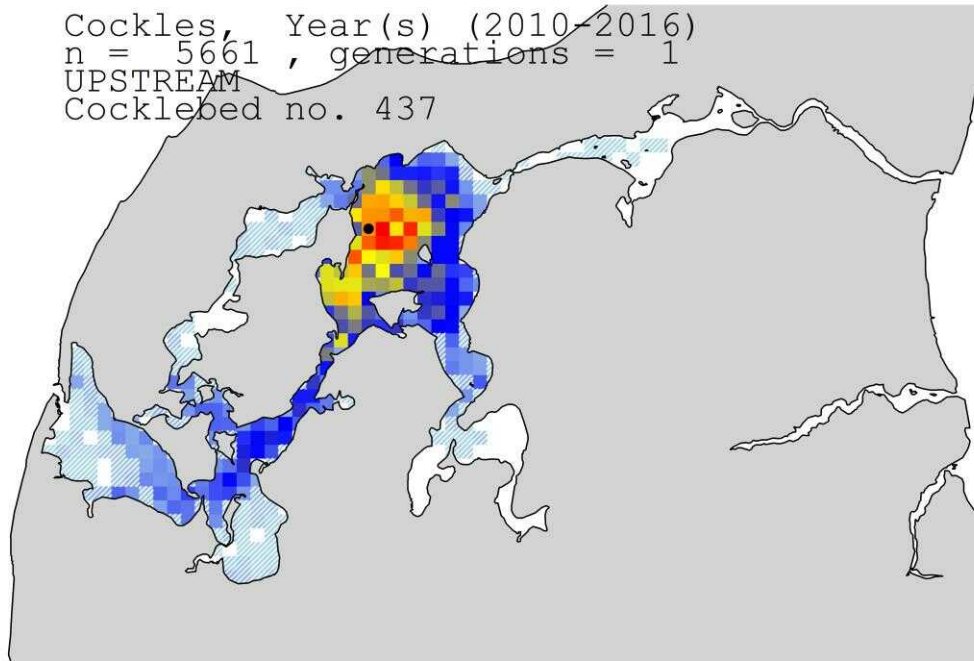 Cockles,  Year(s) (2010-2016)
n =  5661 , generations =  1
UPSTREAM
Cocklebed no. 437